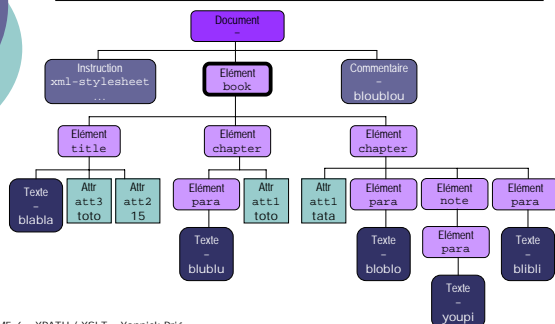 Document
–
Instruction
xml-stylesheet
...
Elément
book
Commentaire
–
bloublou
Elément
title
Elément
chapter
Elément
chapter
Texte
–
blabla
Attr
att3
toto
Attr
att2
15
Elément
para
Attr
att1
toto
Attr
att1
tata
Elément
para
Elément
note
Elément
para
Texte
–
blublu
Texte
–
bloblo
Elément
para
Texte
–
blibli
Texte
–
youpi
XPATH / XSLT - Yannick